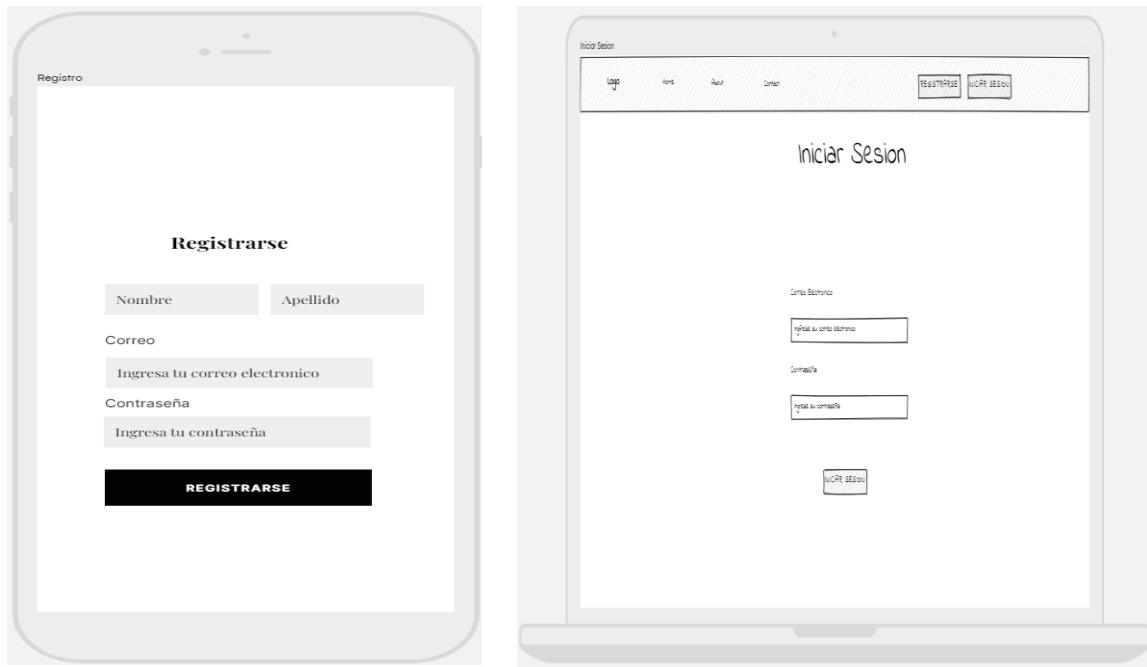 Registro
Registrarse
Nombre Apellido
Correo
Ingresa tu correo electronico
Contraseña
Ingresa tu contraseña
REGISTRARSE
Iniciar Sesion
Logo Home About Contact REGISTRARSE INICIAR SESION
Iniciar Sesion
Correo Electronico
Ingresa su correo electronico
Contraseña
Ingresa su contraseña
INICIAR SESION